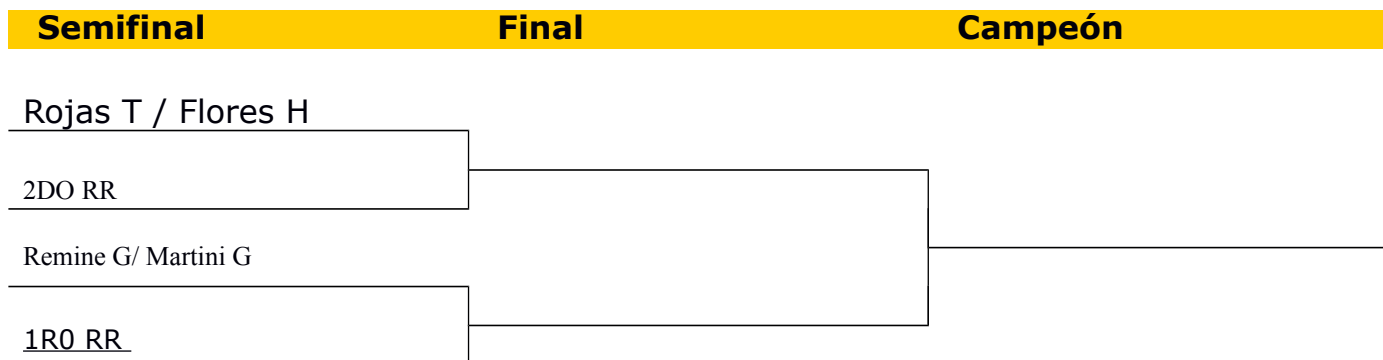 Semifinal Final Campeón
Rojas T / Flores H
2DO RR
Remine G/ Martini G
1R0 RR